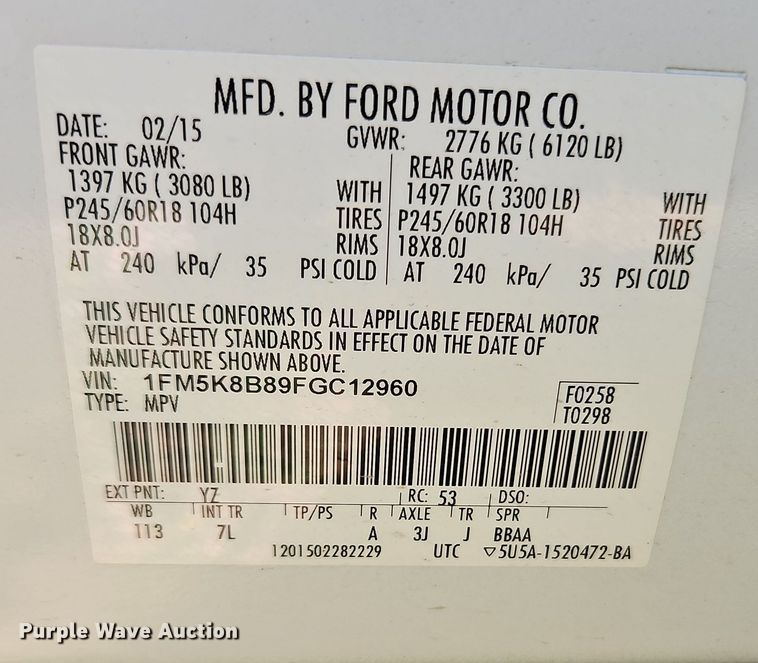 MFD. BY FORD MOTOR CO.
DATE: 02/15 GVWR: 2776 KG ( 6120 LB)
FRONT GAWR: REAR GAWR:
1397 KG ( 3080 LB) WITH 1497 KG ( 3300 LB) WITH
P245/60R18 104H TIRES P245/60R18 104H TIRES
18X8.0J RIMS 18X8.0J RIMS
AT 240 kPa/ 35 PSI COLD AT 240 kPa/ 35 PSI COLD
THIS VEHICLE CONFORMS TO ALL APPLICABLE FEDERAL MOTOR
VEHICLE SAFETY STANDARDS IN EFFECT ON THE DATE OF
MANUFACTURE SHOWN ABOVE.
VIN: 1FM5K8B89FGC12960
TYPE: MPV
F0258
T0298
EXT PNT: YZ RC: 53 DSO:
WB INT TR TP/PS R AXLE TR SPR
113 7L A 3J J BBAA
1201502282229 UTC ▽5U5A-1520472-BA
Purple Wave Auction